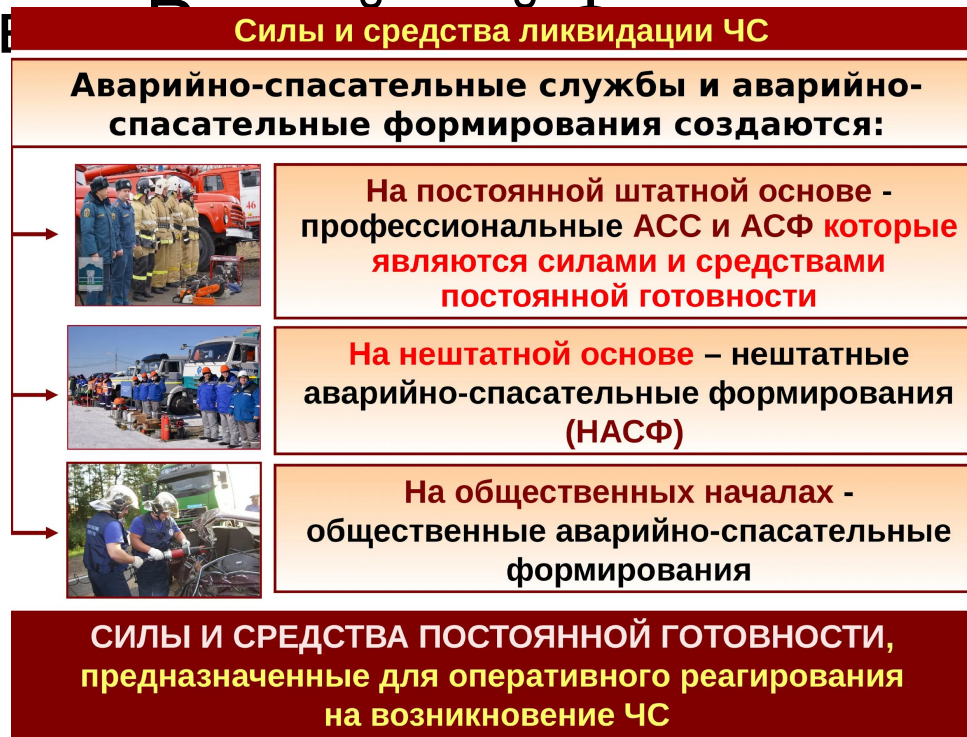 Силы и средства ликвидации ЧС
Аварийно-спасательные службы и аварийно-
спасательные формирования создаются:
На постоянной штатной основе -
профессиональные АСС и АСФ которые
являются силами и средствами
постоянной готовности
46
На нештатной основе – нештатные
аварийно-спасательные формирования
(НАСФ)
На общественных началах -
общественные аварийно-спасательные
формирования
СИЛЫ И СРЕДСТВА ПОСТОЯННОЙ ГОТОВНОСТИ,
предназначенные для оперативного реагирования
на возникновение ЧС